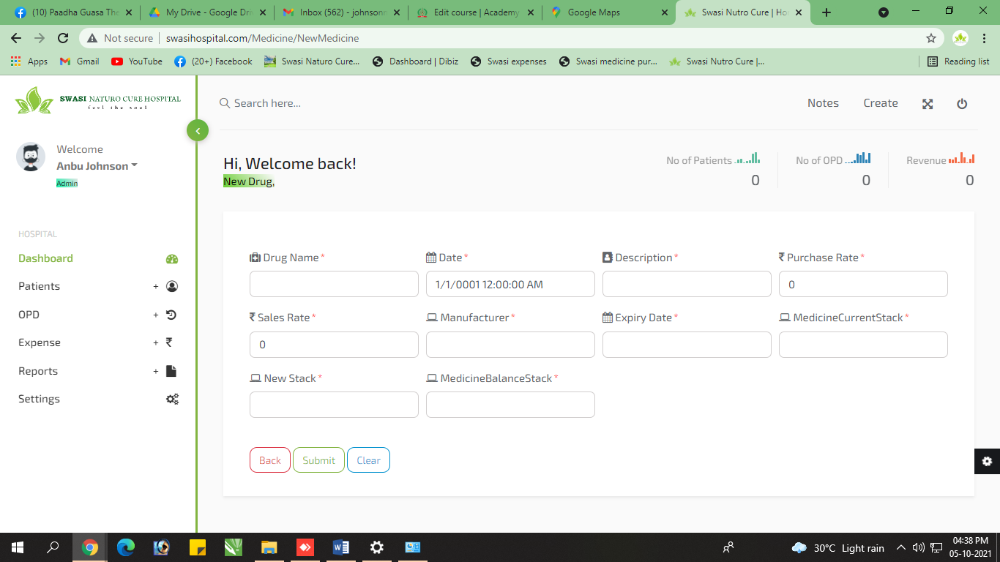 (10) Paadha Guasa The
My Drive - Google Dri
Inbox (562) - johnsonn
Edit course | Academy
Google Maps
Swasi Nutro Cure | Ho
Not secure
swasihospital.com/Medicine/NewMedicine
Apps
Gmail
YouTube
(20+) Facebook
Swasi Naturo Cure...
Dashboard | Dibiz
Swasi expenses
Swasi medicine pur...
Swasi Nutro Cure |...
Reading list
SWASI NATURO CURE HOSPITAL
feel the soul
Search here...
Notes
Create
Welcome
Anbu Johnson
Admin
Hi, Welcome back!
New Drug,
No of Patients
0
No of OPD
0
Revenue
0
HOSPITAL
Dashboard
Patients +
OPD +
Expense + ₹
Reports +
Settings
Drug Name *
Date *
Description *
₹ Purchase Rate *
1/1/0001 12:00:00 AM
0
₹ Sales Rate *
Manufacturer *
Expiry Date *
MedicineCurrentStack *
0
New Stack *
MedicineBalanceStack *
Back
Submit
Clear
30°C Light rain
04:38 PM
05-10-2021